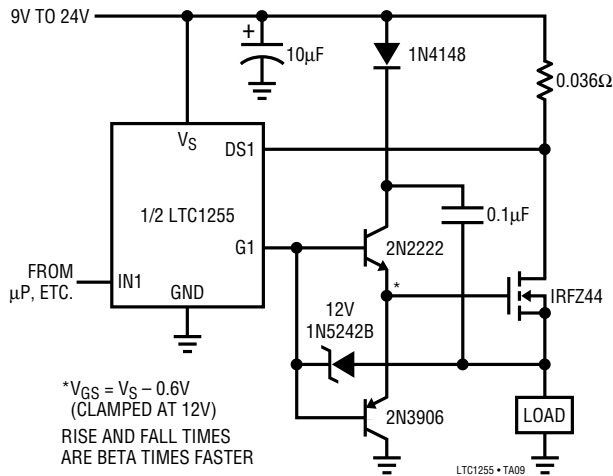 9V TO 24V
+
10µF
1N4148
0.036Ω
VS
DS1
1/2 LTC1255
0.1µF
G1
2N2222
FROM
µP, ETC.
IN1
GND
*
IRFZ44
12V
1N5242B
*VGS = VS – 0.6V
(CLAMPED AT 12V)
2N3906
LOAD
RISE AND FALL TIMES
ARE BETA TIMES FASTER
LTC1255 • TA09